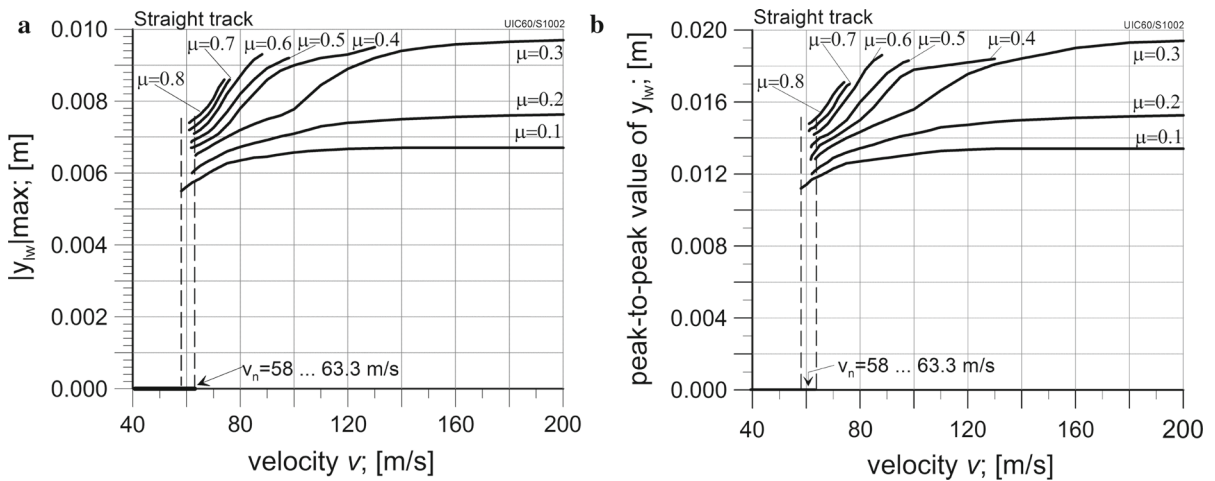 a
Straight track
UIC60/S1002
0.010
0.008
0.006
0.004
0.002
0.000
|y_lw|max; [m]
μ=0.8
μ=0.7
μ=0.6
μ=0.5
μ=0.4
μ=0.3
μ=0.2
μ=0.1
v_n=58 ... 63.3 m/s
40
80
120
160
200
velocity v; [m/s]
b
Straight track
UIC60/S1002
0.020
0.016
0.012
0.008
0.004
0.000
peak-to-peak value of y_lw; [m]
μ=0.8
μ=0.7
μ=0.6
μ=0.5
μ=0.4
μ=0.3
μ=0.2
μ=0.1
v_n=58 ... 63.3 m/s
40
80
120
160
200
velocity v; [m/s]